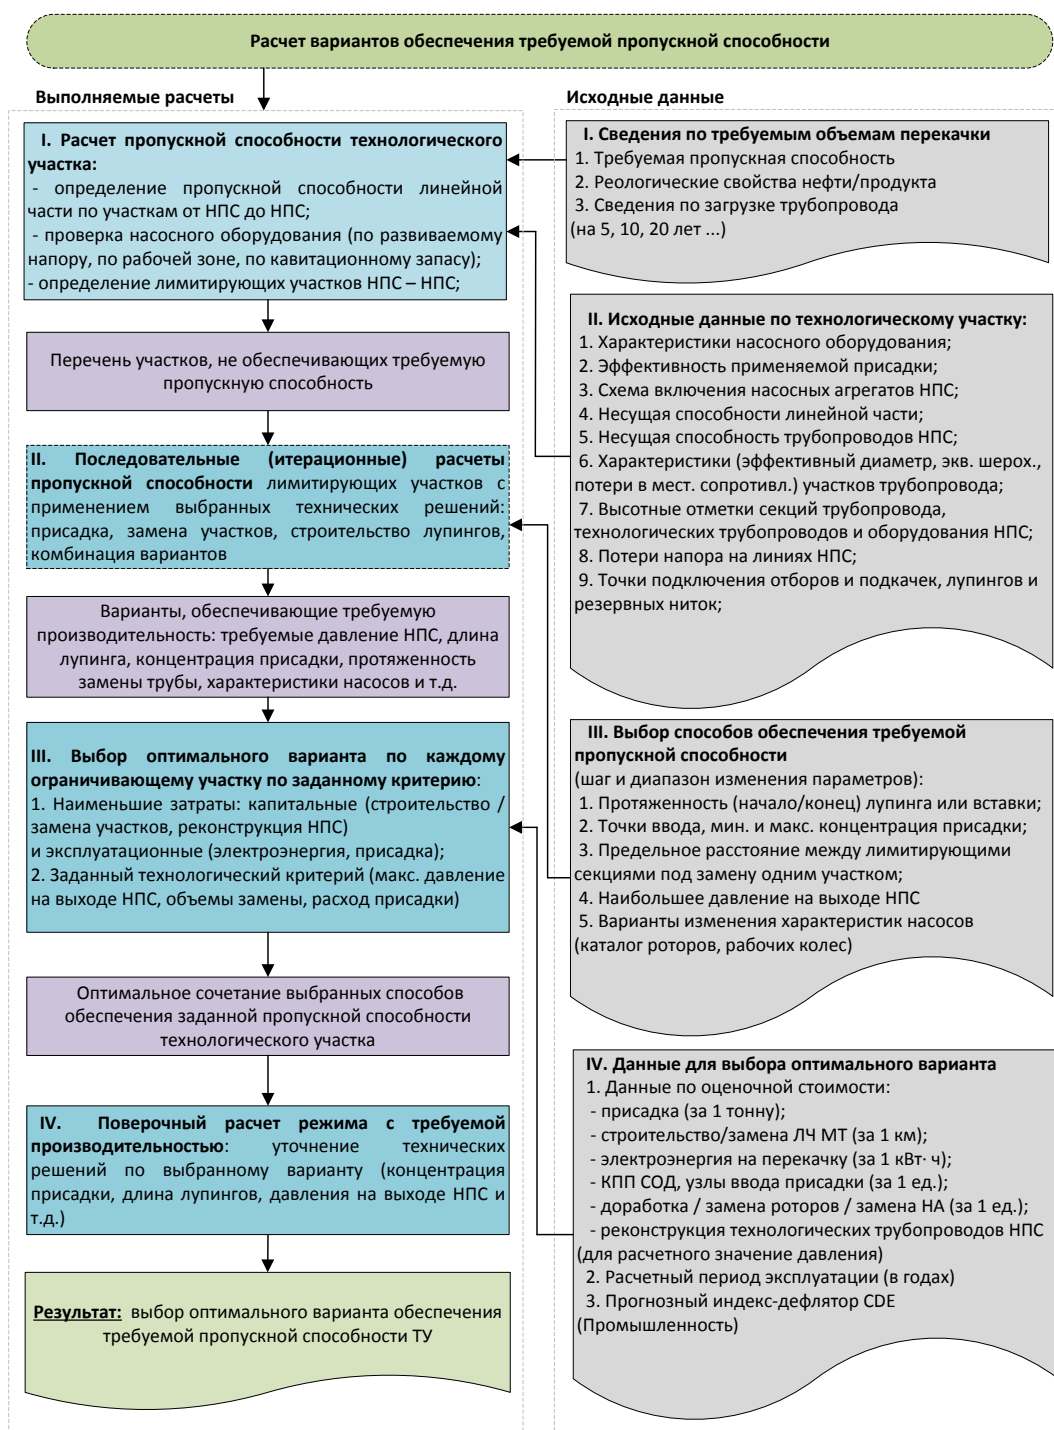 Расчет вариантов обеспечения требуемой пропускной способности
Выполняемые расчеты
I. Расчет пропускной способности технологического
участка:
- определение пропускной способности линейной
части по участкам от НПС до НПС;
- проверка насосного оборудования (по развиваемому
напору, по рабочей зоне, по кавитационному запасу);
- определение лимитирующих участков НПС – НПС;
Перечень участков, не обеспечивающих требуемую
пропускную способность
II. Последовательные (итерационные) расчеты
пропускной способности лимитирующих участков с
применением выбранных технических решений:
присадка, замена участков, строительство лупингов,
комбинация вариантов
Варианты, обеспечивающие требуемую
производительность: требуемые давление НПС, длина
лупинга, концентрация присадки, протяженность
замены трубы, характеристики насосов и т.д.
III. Выбор оптимального варианта по каждому
ограничивающему участку по заданному критерию:
1. Наименьшие затраты: капитальные (строительство /
замена участков, реконструкция НПС)
и эксплуатационные (электроэнергия, присадка);
2. Заданный технологический критерий (макс. давление
на выходе НПС, объемы замены, расход присадки)
Оптимальное сочетание выбранных способов
обеспечения заданной пропускной способности
технологического участка
IV. Поверочный расчет режима с требуемой
производительностью: уточнение технических
решений по выбранному варианту (концентрация
присадки, длина лупингов, давления на выходе НПС и
т.д.)
Результат: выбор оптимального варианта обеспечения
требуемой пропускной способности ТУ
Исходные данные
I. Сведения по требуемым объемам перекачки
1. Требуемая пропускная способность
2. Реологические свойства нефти/продукта
3. Сведения по загрузке трубопровода
(на 5, 10, 20 лет ...)
II. Исходные данные по технологическому участку:
1. Характеристики насосного оборудования;
2. Эффективность применяемой присадки;
3. Схема включения насосных агрегатов НПС;
4. Несущая способности линейной части;
5. Несущая способность трубопроводов НПС;
6. Характеристики (эффективный диаметр, экв. шерох.,
потери в мест. сопротивл.) участков трубопровода;
7. Высотные отметки секций трубопровода,
технологических трубопроводов и оборудования НПС;
8. Потери напора на линиях НПС;
9. Точки подключения отборов и подкачек, лупингов и
резервных ниток;
III. Выбор способов обеспечения требуемой
пропускной способности
(шаг и диапазон изменения параметров):
1. Протяженность (начало/конец) лупинга или вставки;
2. Точки ввода, мин. и макс. концентрация присадки;
3. Предельное расстояние между лимитирующими
секциями под замену одним участком;
4. Наибольшее давление на выходе НПС
5. Варианты изменения характеристик насосов
(каталог роторов, рабочих колес)
IV. Данные для выбора оптимального варианта
1. Данные по оценочной стоимости:
- присадка (за 1 тонну);
- строительство/замена ЛЧ МТ (за 1 км);
- электроэнергия на перекачку (за 1 кВт· ч);
- КПП СОД, узлы ввода присадки (за 1 ед.);
- доработка / замена роторов / замена НА (за 1 ед.);
- реконструкция технологических трубопроводов НПС
(для расчетного значение давления)
2. Расчетный период эксплуатации (в годах)
3. Прогнозный индекс-дефлятор CDE
(Промышленность)